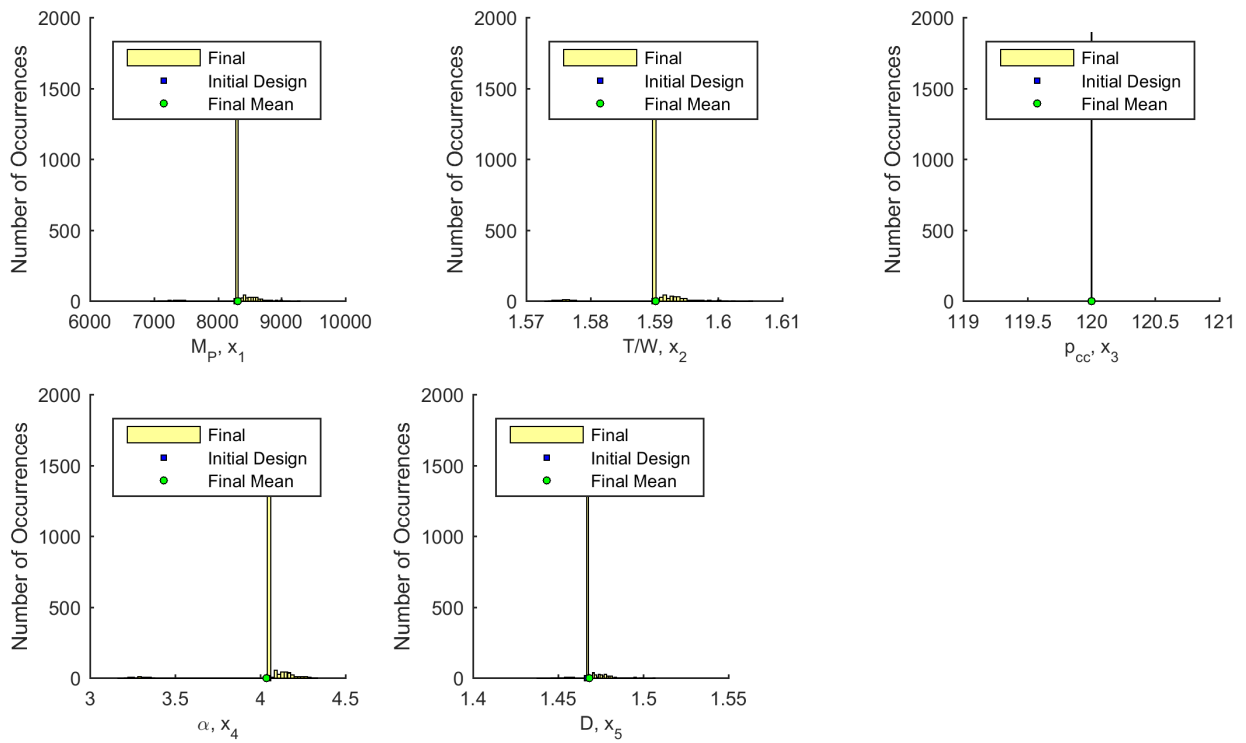 2000
1500
1000
500
0
Number of Occurrences
Final
Initial Design
Final Mean
6000 7000 8000 9000 10000
M_P, x_1
2000
1500
1000
500
0
Number of Occurrences
Final
Initial Design
Final Mean
1.57 1.58 1.59 1.6 1.61
T/W, x_2
2000
1500
1000
500
0
Number of Occurrences
Final
Initial Design
Final Mean
119 119.5 120 120.5 121
p_cc, x_3
2000
1500
1000
500
0
Number of Occurrences
Final
Initial Design
Final Mean
3 3.5 4 4.5
α, x_4
2000
1500
1000
500
0
Number of Occurrences
Final
Initial Design
Final Mean
1.4 1.45 1.5 1.55
D, x_5